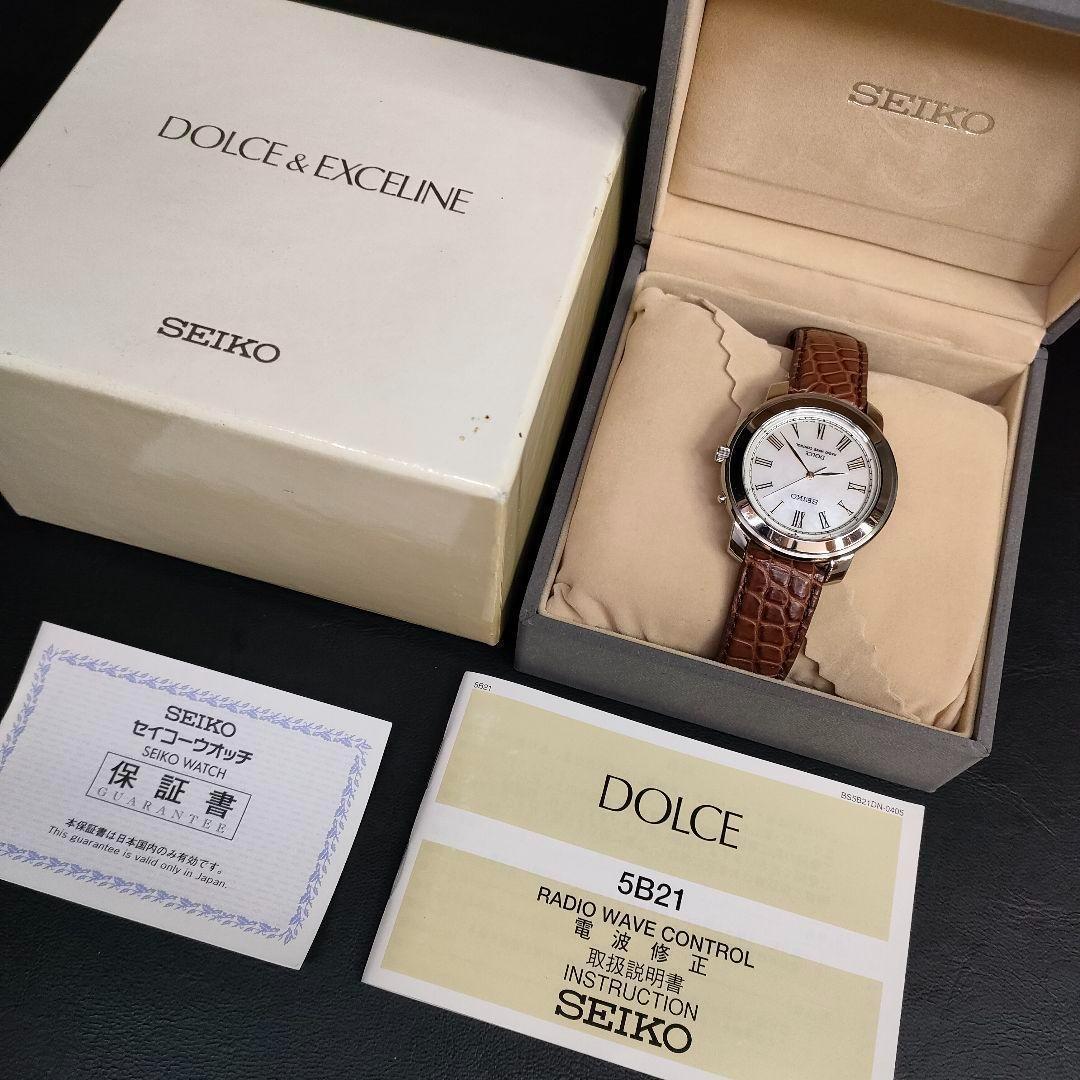 DOLCE & EXCELINE
SEIKO
SEIKO
DOLCE
RADIO WAVE CONTROL
SEIKO
SEIKO
セイコーウオッチ
SEIKO WATCH
保証書
GUARANTEE
本保証書は日本国内のみ有効です。
This guarantee is valid only in Japan.
5B21
BS5B21DN-0405
DOLCE
5B21
RADIO WAVE CONTROL
電波修正
取扱説明書
INSTRUCTION
SEIKO